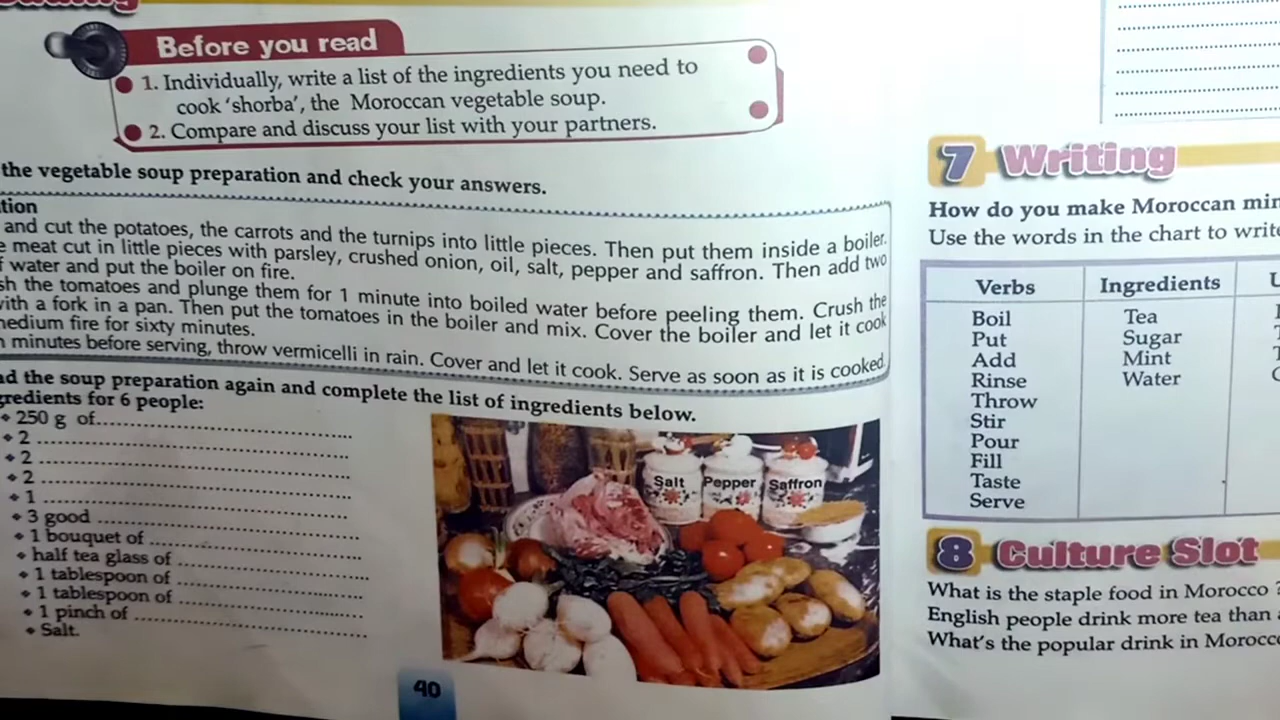 Before you read
1. Individually, write a list of the ingredients you need to
cook 'shorba', the Moroccan vegetable soup.
2. Compare and discuss your list with your partners.
the vegetable soup preparation and check your answers.
tion
and cut the potatoes, the carrots and the turnips into little pieces. Then put them inside a boiler.
e meat cut in little pieces with parsley, crushed onion, oil, salt, pepper and saffron. Then add two
f water and put the boiler on fire.
sh the tomatoes and plunge them for 1 minute into boiled water before peeling them. Crush the
with a fork in a pan. Then put the tomatoes in the boiler and mix. Cover the boiler and let it cook
medium fire for sixty minutes.
n minutes before serving, throw vermicelli in rain. Cover and let it cook. Serve as soon as it is cooked.
ad the soup preparation again and complete the list of ingredients below.
gredients for 6 people:
250 g of
2
2
2
1
3 good
1 bouquet of
half tea glass of
1 tablespoon of
1 tablespoon of
1 pinch of
Salt.
Salt Pepper Saffron
40
7 Writing
How do you make Moroccan min
Use the words in the chart to write
Verbs Ingredients U
Boil Tea
Put Sugar
Add Mint
Rinse Water
Throw
Stir
Pour
Fill
Taste
Serve
8 Culture Slot
What is the staple food in Morocco ?
English people drink more tea than
What's the popular drink in Morocc